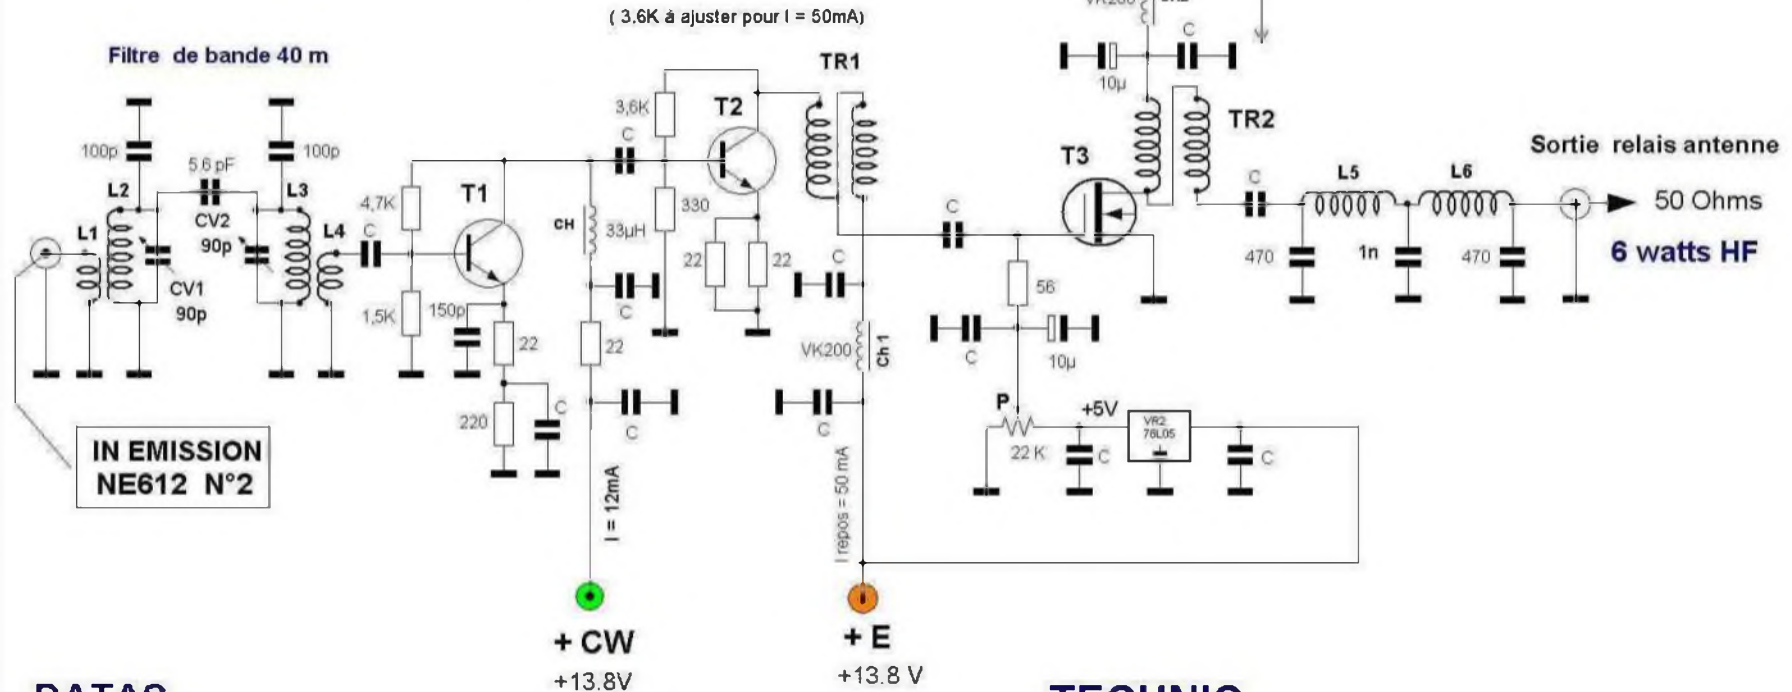 ( 3,6K à ajuster pour I = 50mA)
Filtre de bande 40 m
TR1
10µ
C
3,6K
T2
C
TR2
100p
5.6 pF
100p
T3
Sortie relais antenne
L2
L3
T1
C
L5
L6
4,7K
CH
330
C
50 Ohms
CV2
90p
L1
L4
C
33µH
22
22
C
470
1n
470
6 watts HF
CV1
90p
1,5K
150p
C
56
22
22
VK200
Ch 1
C
10µ
220
C
C
C
P
+5V
VR2
78L05
22 K
C
C
IN EMISSION
NE612 N°2
I = 12mA
I repos = 50 mA
+ CW
+13.8V
+ E
+13.8 V